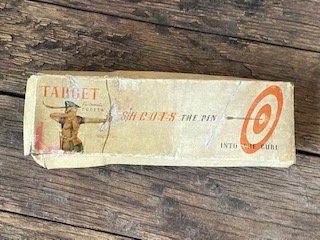 TARGET
SHOOTS THE PIN
INTO THE CURL